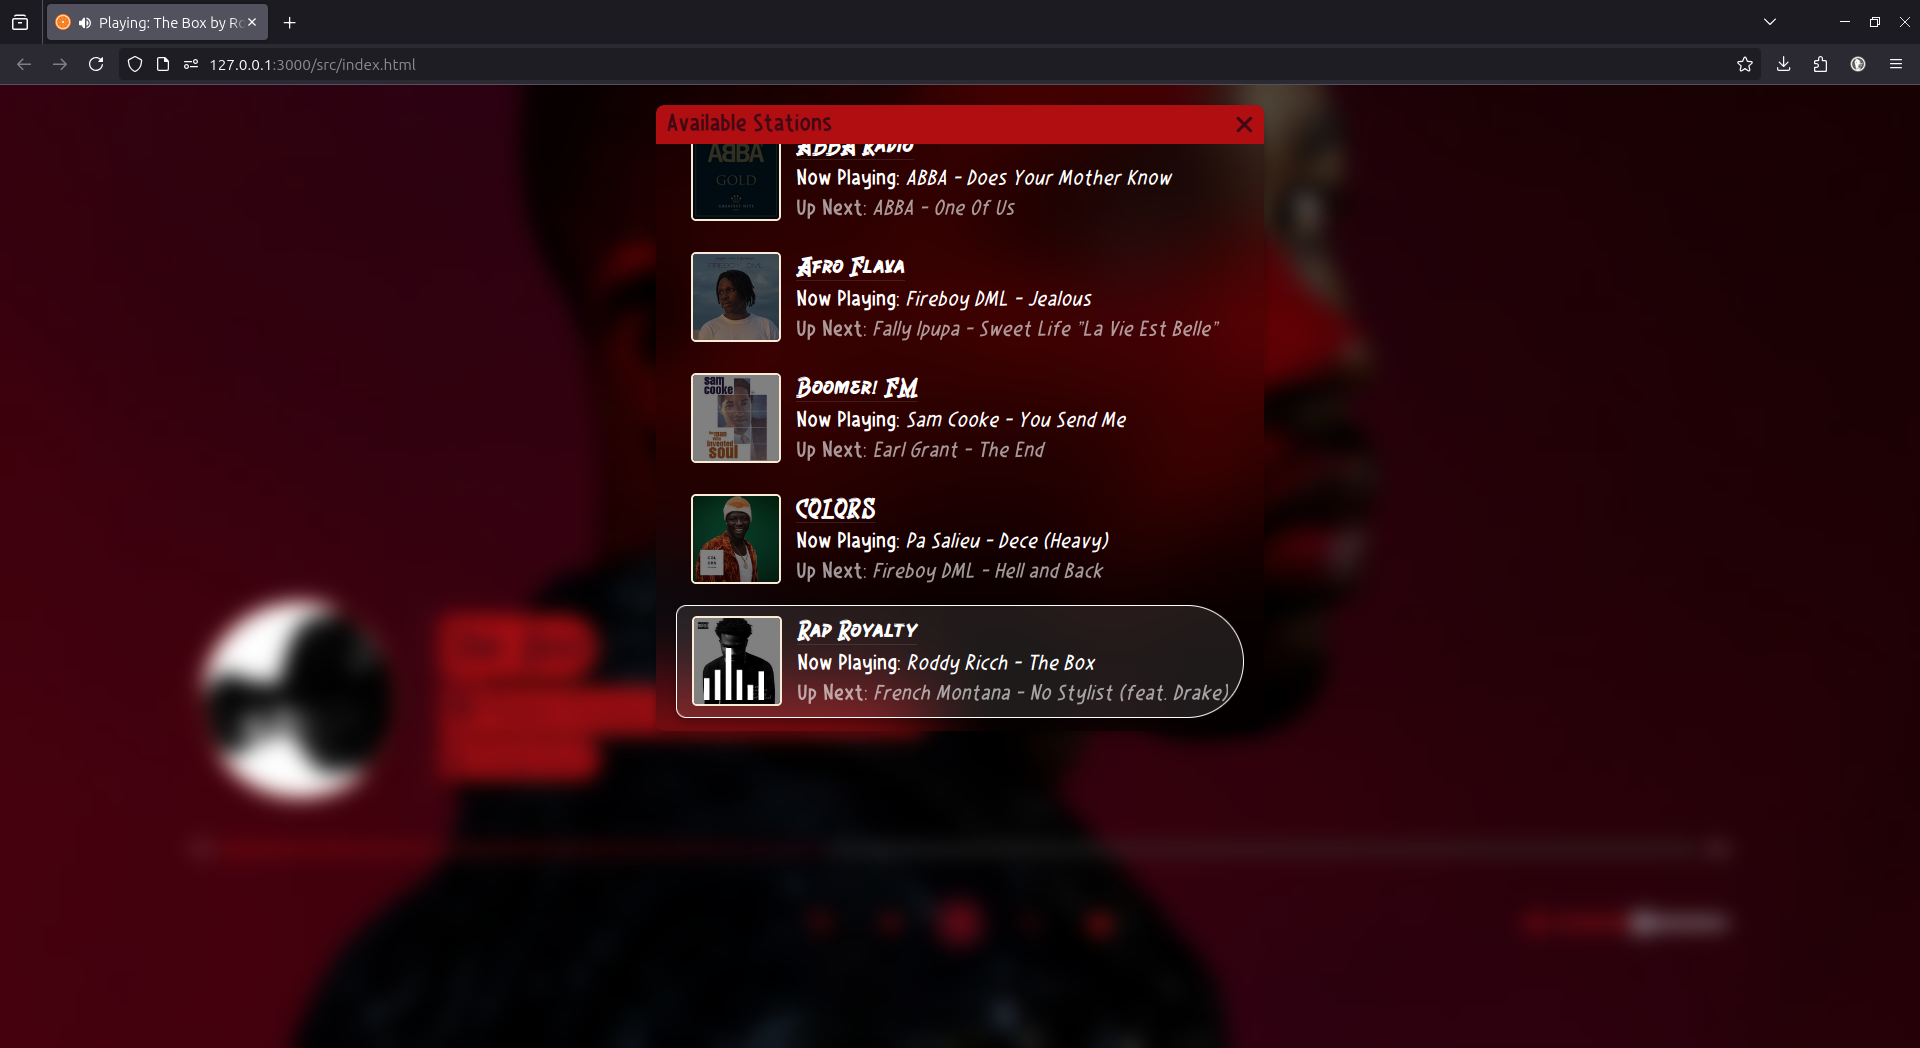 Playing: The Box by Ro
127.0.0.1:3000/src/index.html
Available Stations
ABBA Radio
ABBA
GOLD
Now Playing: ABBA - Does Your Mother Know
Up Next: ABBA - One Of Us
Afro Flava
FIREBOY DML
Now Playing: Fireboy DML - Jealous
Up Next: Fally Ipupa - Sweet Life "La Vie Est Belle"
Boomer! FM
sam
cooke
the man
who
invented
soul
Now Playing: Sam Cooke - You Send Me
Up Next: Earl Grant - The End
COLORS
Now Playing: Pa Salieu - Dece (Heavy)
Up Next: Fireboy DML - Hell and Back
Rap Royalty
Now Playing: Roddy Ricch - The Box
Up Next: French Montana - No Stylist (feat. Drake)